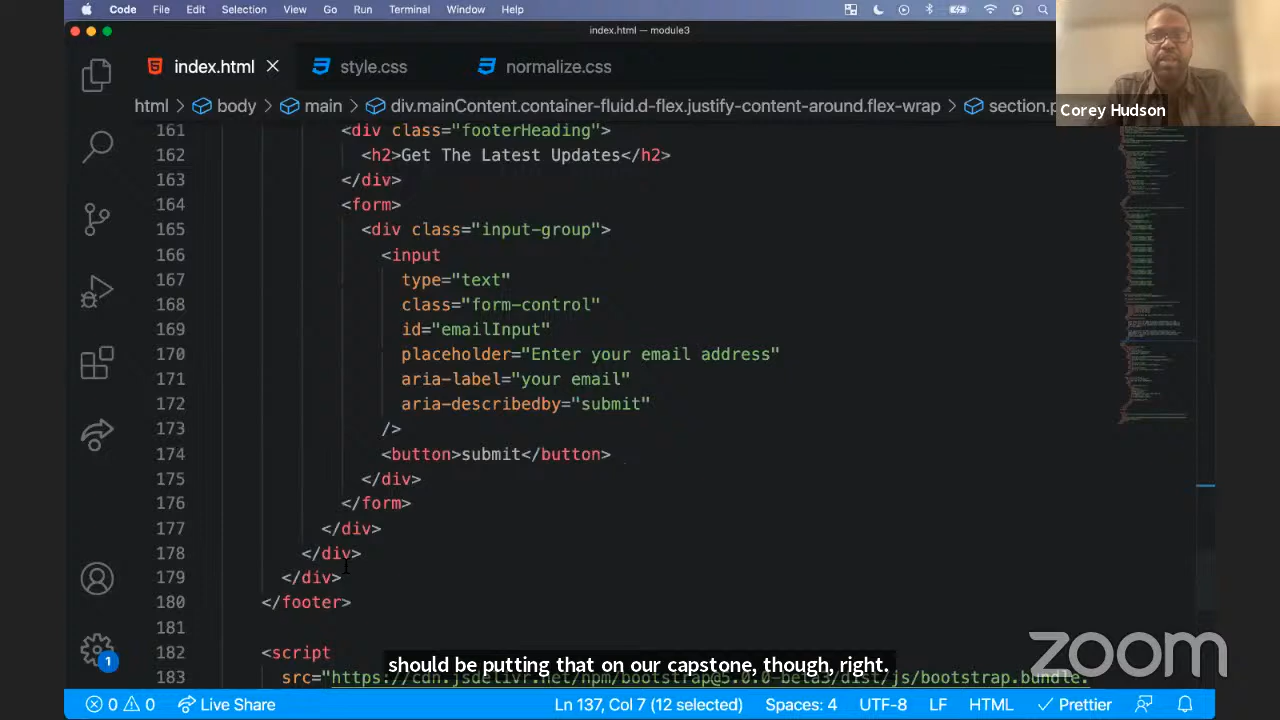 Code File Edit Selection View Go Run Terminal Window Help
index.html — module3
index.html style.css normalize.css
html > body > main > div.mainContent.container-fluid.d-flex.justify-content-around.flex-wrap > section.p
Corey Hudson
161 <div class="footerHeading">
162 <h2>Get The Latest Updates</h2>
163 </div>
164 <form>
165 <div class="input-group">
166 <input
167 type="text"
168 class="form-control"
169 id="emailInput"
170 placeholder="Enter your email address"
171 aria-label="your email"
172 aria-describedby="submit"
173 />
174 <button>submit</button>
175 </div>
176 </form>
177 </div>
178 </div>
179 </div>
180 </footer>
181
182 <script
183 src="https://cdn.jsdelivr.net/npm/bootstrap@5.0.0-beta3/dist/js/bootstrap.bundle.
should be putting that on our capstone, though, right.
zoom
1
0 0 Live Share Ln 137, Col 7 (12 selected) Spaces: 4 UTF-8 LF HTML Prettier